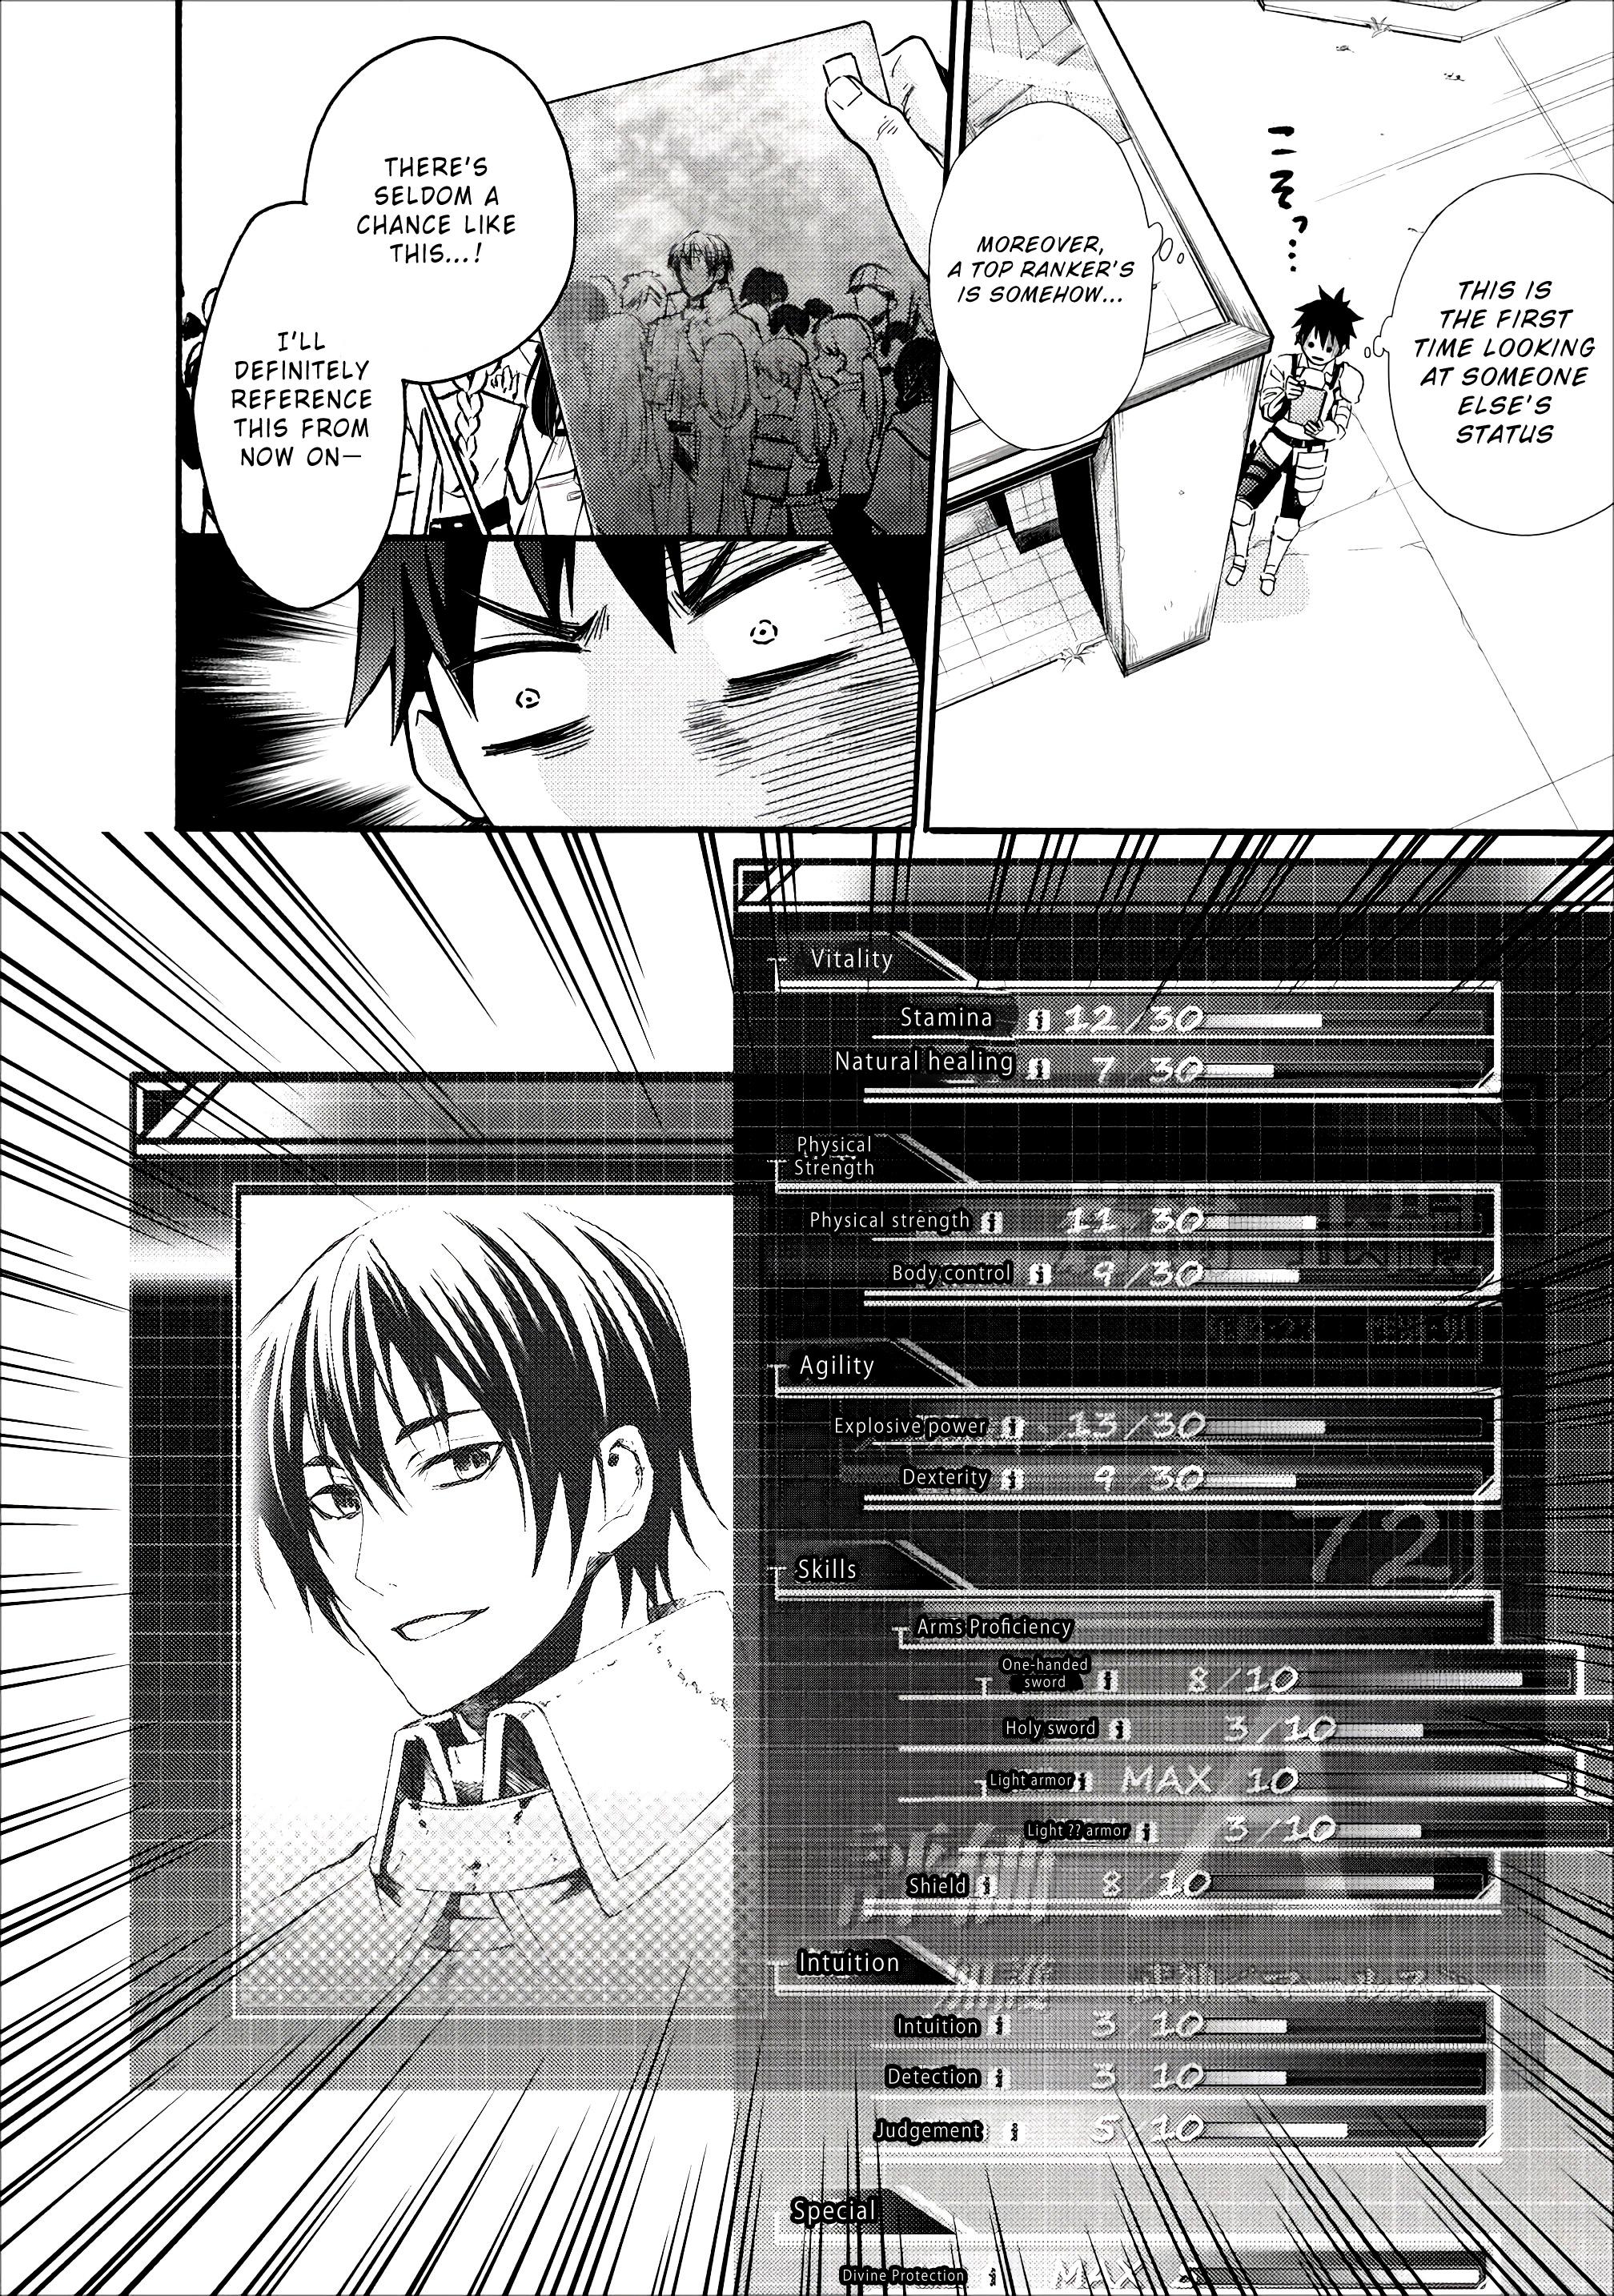 THIS IS
THE FIRST
TIME LOOKING
AT SOMEONE
ELSE'S
STATUS
こそっ…
MOREOVER,
A TOP RANKER'S
IS SOMEHOW...
THERE'S
SELDOM A
CHANCE LIKE
THIS...!
I'LL
DEFINITELY
REFERENCE
THIS FROM
NOW ON—
Vitality
Stamina 12/30
Natural healing 7/30
Physical
Strength
Physical strength 11/30
Body control 9/30
Agility
Explosive power 13/30
Dexterity 9/30
72
Skills
Arms Proficiency
One-handed
sword 8/10
Holy sword 3/10
Light armor MAX/10
Light ?? armor 3/10
Shield 8/10
Intuition
Intuition 3/10
Detection 3/10
Judgement 5/10
Special
Divine Protection MAX